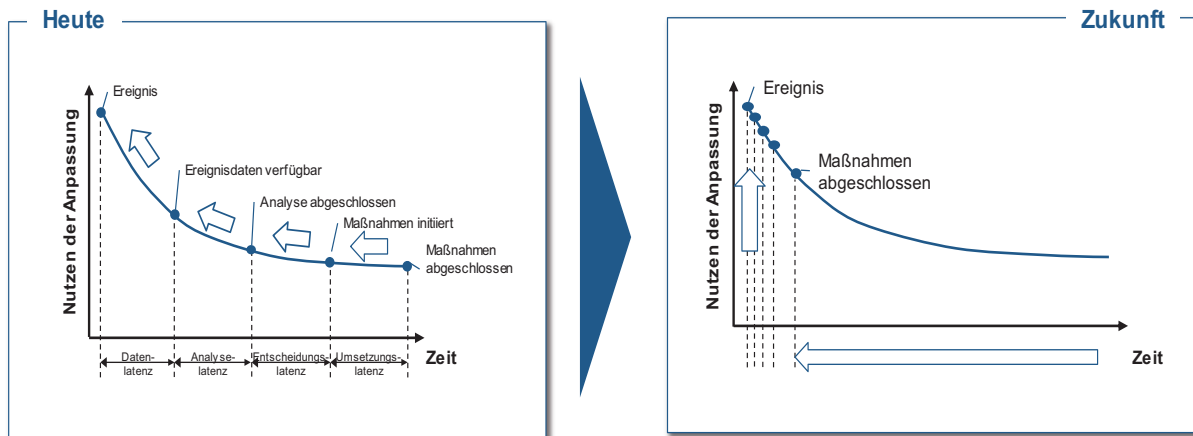 Heute
Nutzen der Anpassung
Ereignis
Ereignisdaten verfügbar
Analyse abgeschlossen
Maßnahmen initiiert
Maßnahmen
abgeschlossen
Zeit
Daten-
latenz
Analyse-
latenz
Entscheidungs-
latenz
Umsetzungs-
latenz
Zukunft
Nutzen der Anpassung
Ereignis
Maßnahmen
abgeschlossen
Zeit